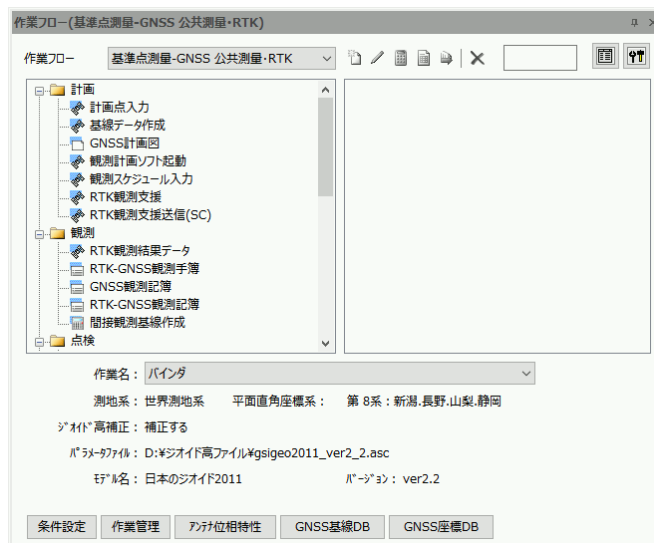 作業フロー(基準点測量-GNSS 公共測量・RTK)
作業フロー 基準点測量-GNSS 公共測量・RTK
計画
計画点入力
基線データ作成
GNSS計画図
観測計画ソフト起動
観測スケジュール入力
RTK観測支援
RTK観測支援送信(SC)
観測
RTK観測結果データ
RTK-GNSS観測手簿
GNSS観測記簿
RTK-GNSS観測記簿
間接観測基線作成
点検
作業名： バインダ
測地系： 世界測地系 平面直角座標系： 第 8系：新潟.長野.山梨.静岡
ｼﾞｵｲﾄﾞ高補正： 補正する
ﾊﾟﾗﾒｰﾀﾌｧｲﾙ： D:¥ジオイド高ファイル¥gsigeo2011_ver2_2.asc
ﾓﾃﾞﾙ名： 日本のジオイド2011 ﾊﾞｰｼﾞｮﾝ： ver2.2
条件設定 作業管理 ｱﾝﾃﾅ位相特性 GNSS基線DB GNSS座標DB